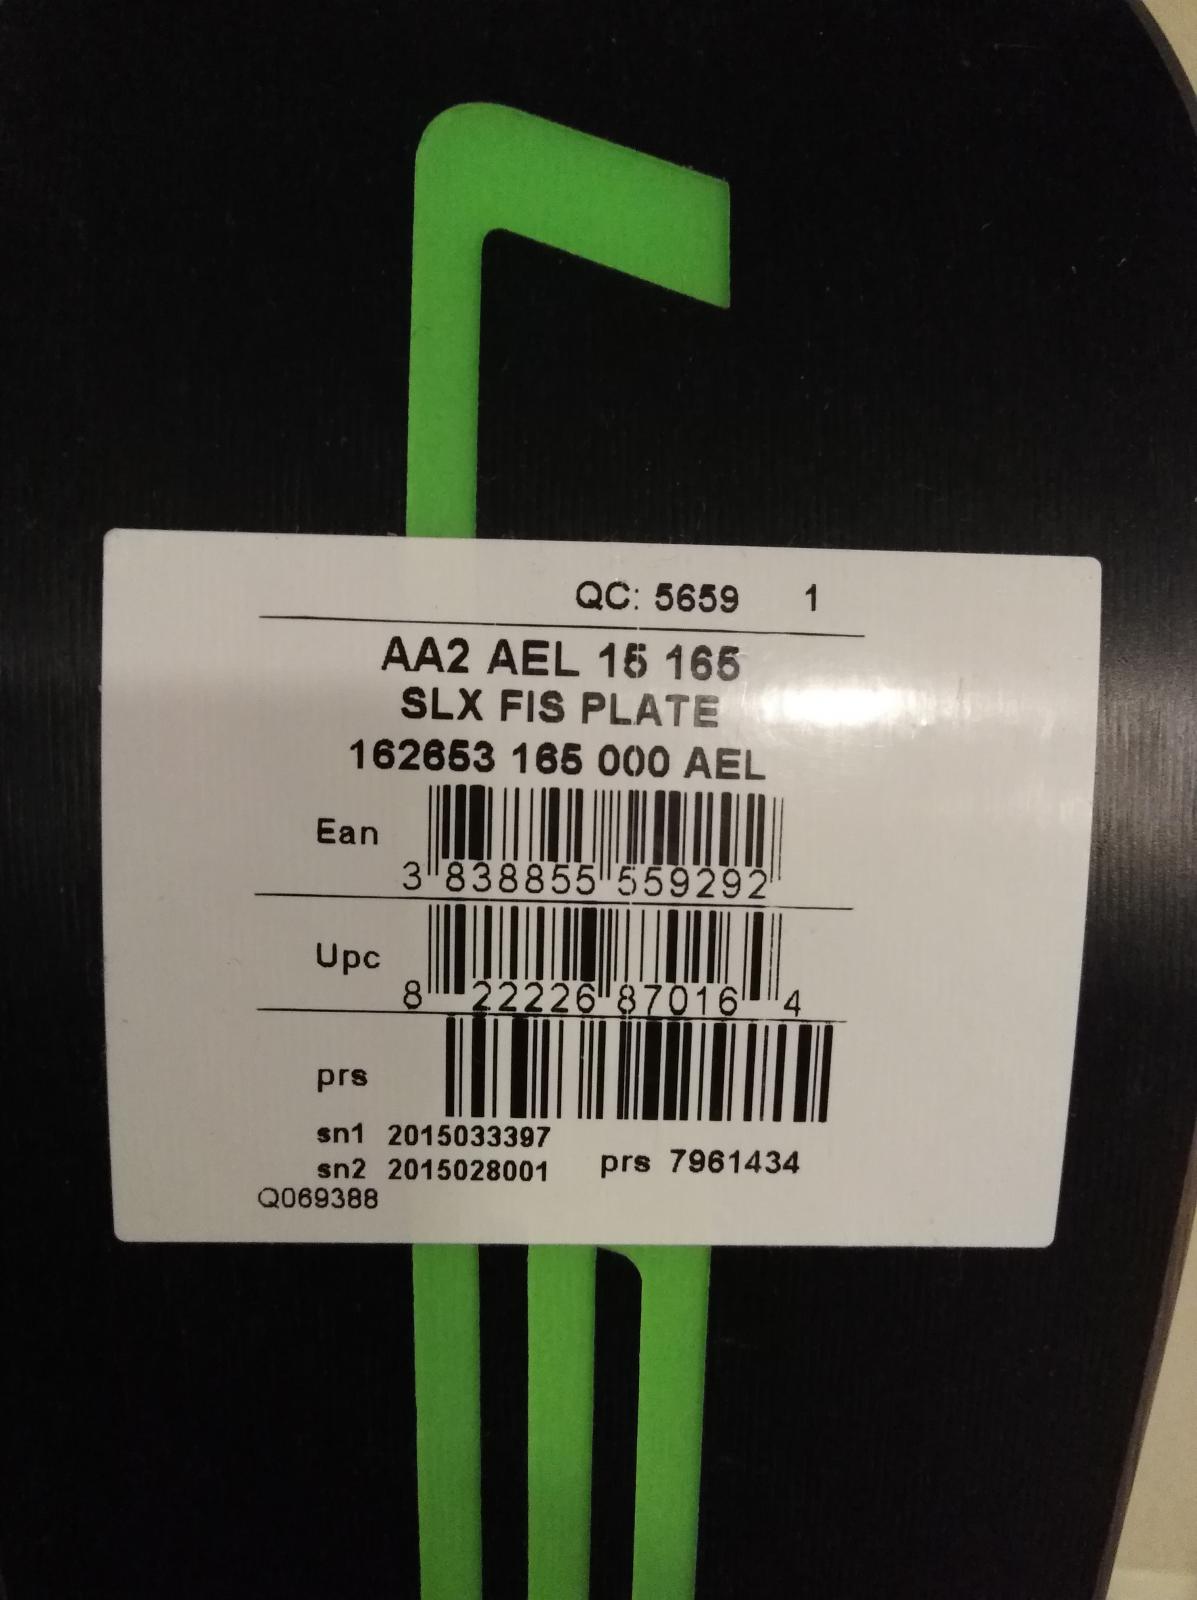 QC: 5659 1
AA2 AEL 15 165
SLX FIS PLATE
162653 165 000 AEL
Ean
3 838855 559292
Upc
8 22226 87016 4
prs
sn1 2015033397
sn2 2015028001 prs 7961434
Q069388